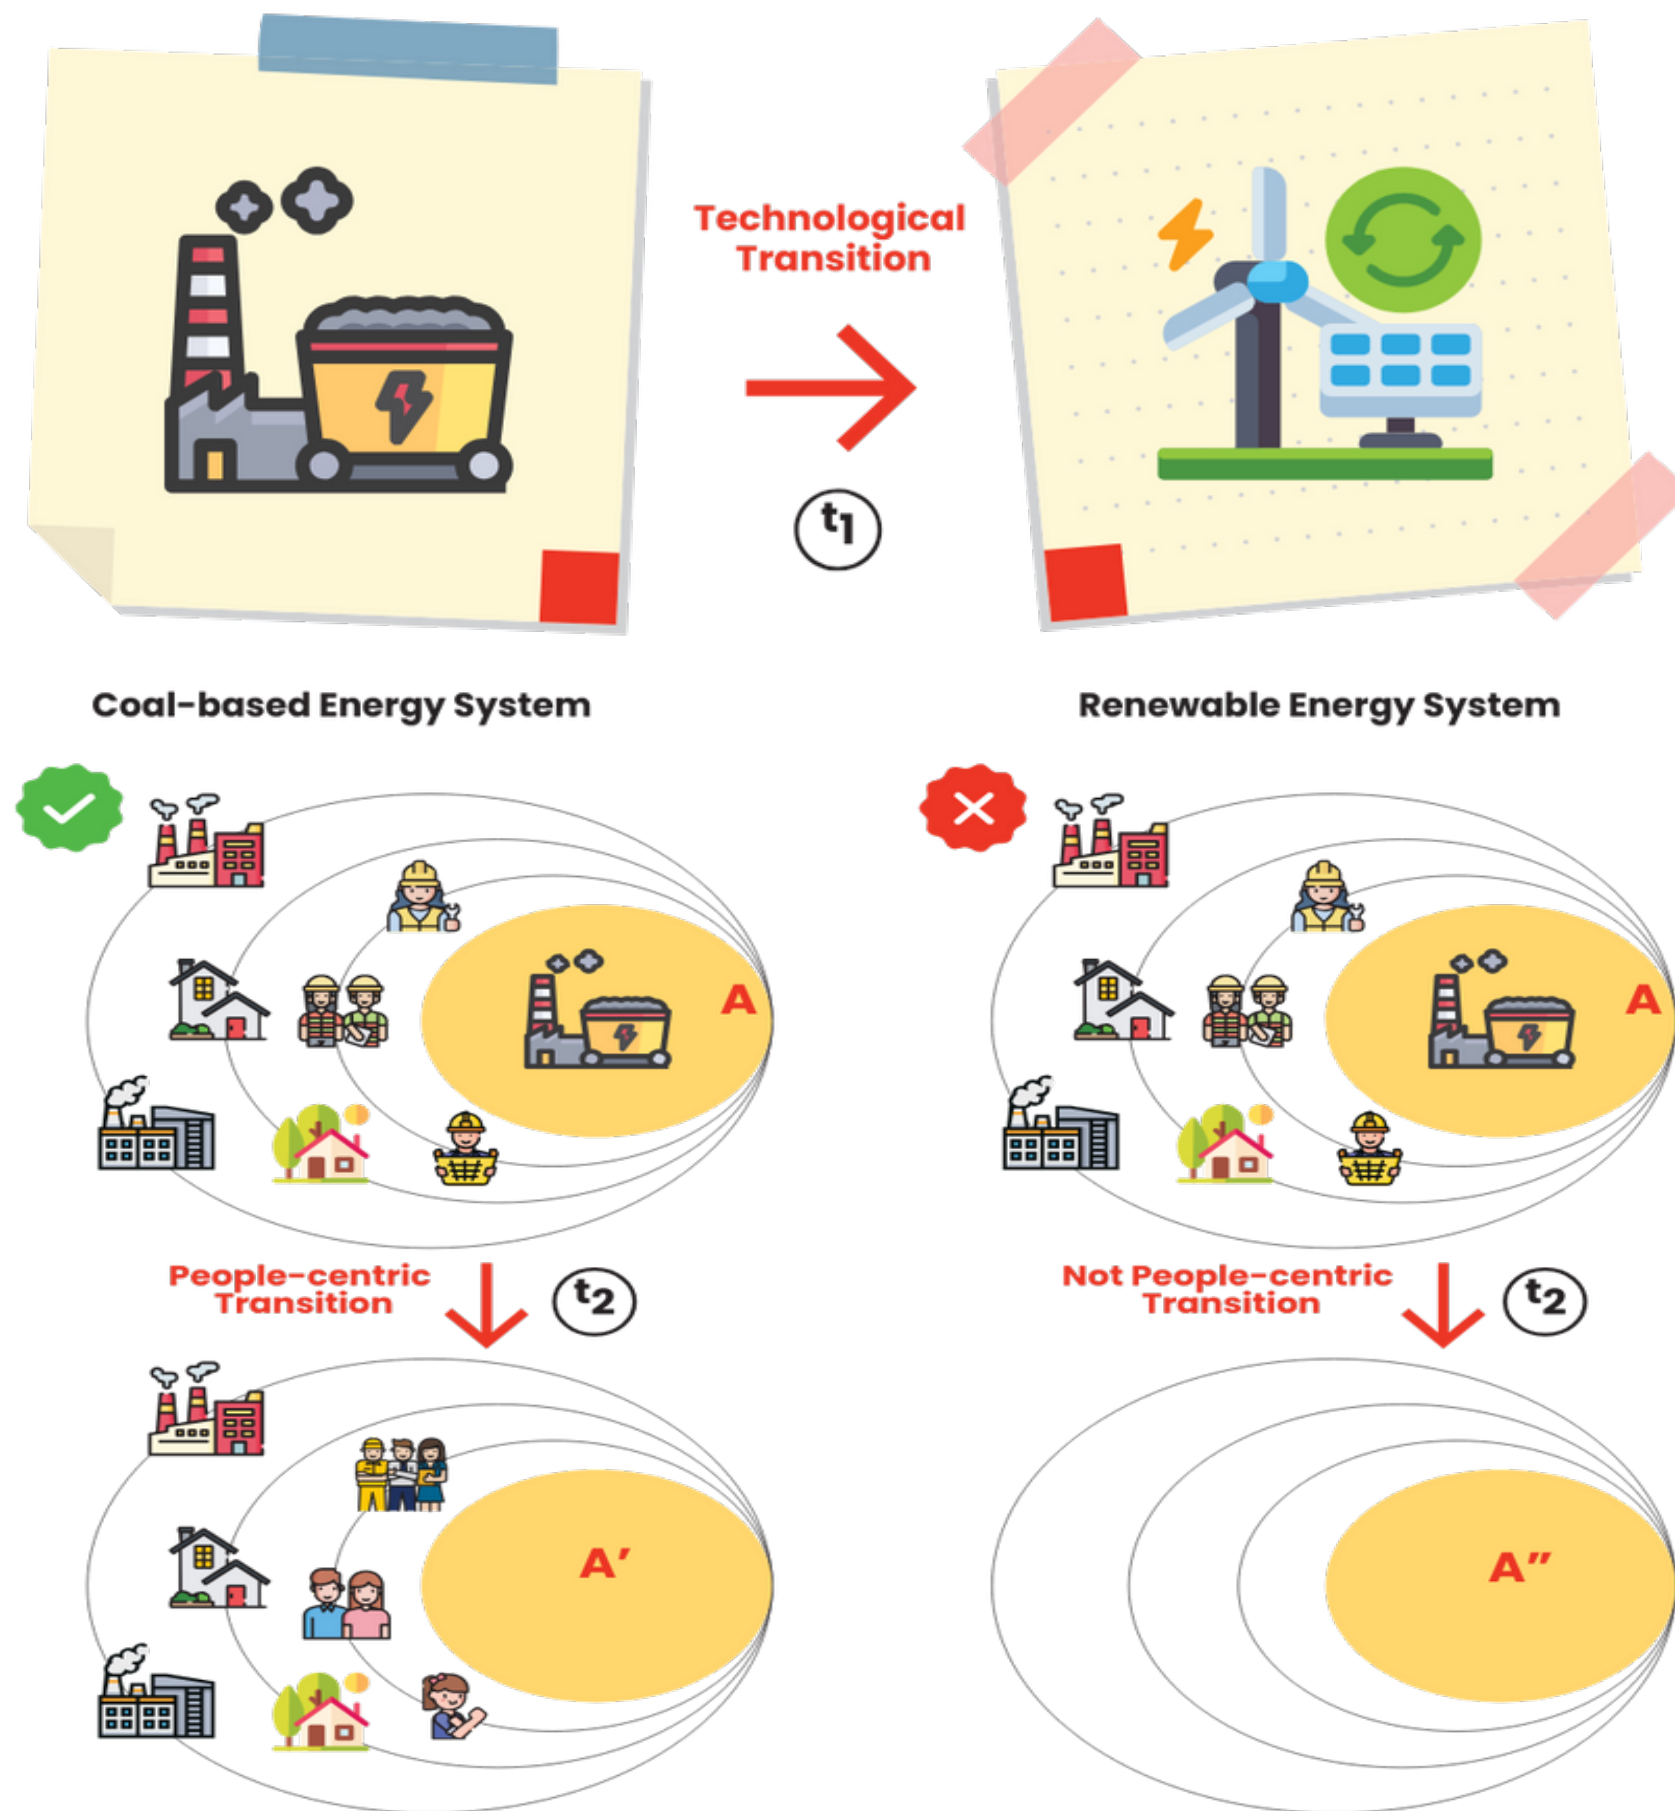 Technological
Transition
t1
Coal-based Energy System
Renewable Energy System
A
A
People-centric
Transition
t2
Not People-centric
Transition
t2
A′
A″